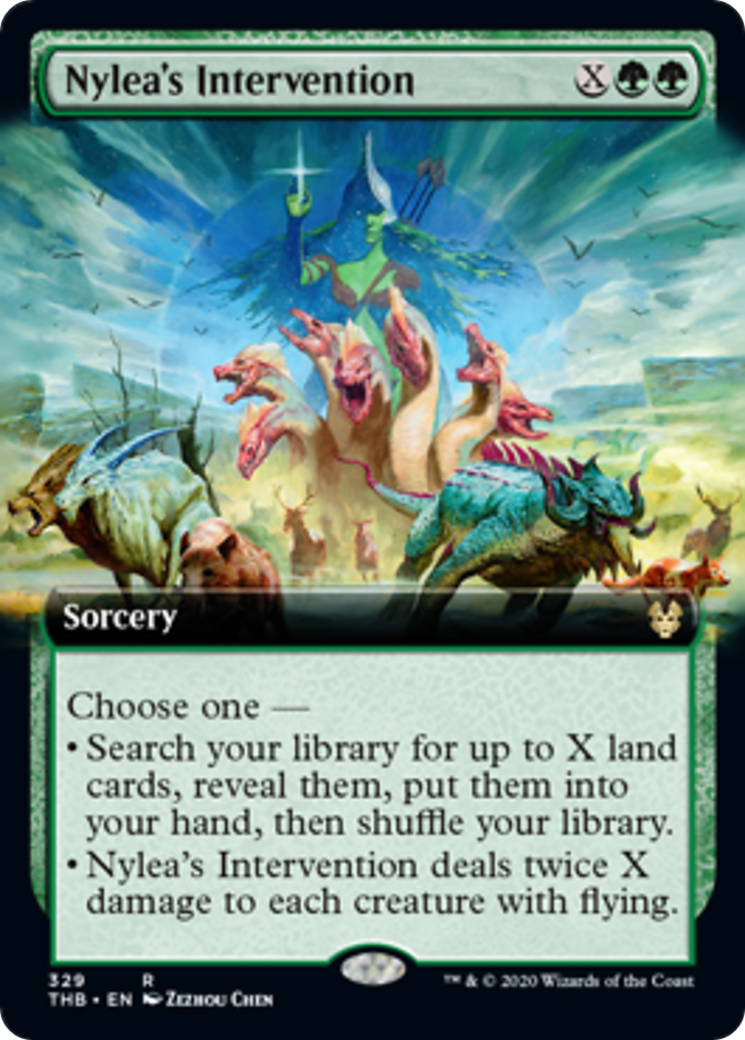 Nylea's Intervention X
Sorcery
Choose one —
• Search your library for up to X land
cards, reveal them, put them into
your hand, then shuffle your library.
• Nylea's Intervention deals twice X
damage to each creature with flying.
329 R
THB • EN Zezhou Chen
™ & © 2020 Wizards of the Coast